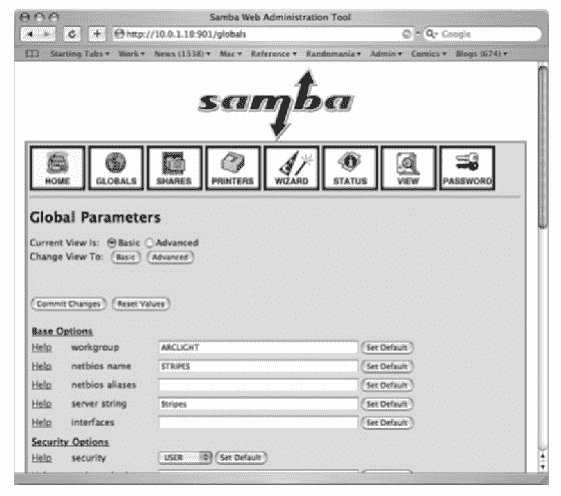 Samba Web Administration Tool
http://10.0.1.10:901/globals
Google
Starting Tabs Work News (1338) Mac Reference Randomania Admin Comics Blogs (674)
samba
HOME GLOBALS SHARES PRINTERS WIZARD STATUS VIEW PASSWORD
Global Parameters
Current View Is: Basic Advanced
Change View To: Basic Advanced
Commit Changes Reset Values
Base Options
Help workgroup ARCLIGHT Set Default
Help netbios name STRIPES Set Default
Help netbios aliases Set Default
Help server string Stripes Set Default
Help interfaces Set Default
Security Options
Help security USER Set Default